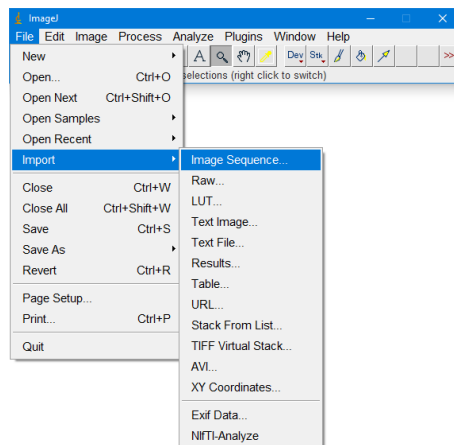 ImageJ
File Edit Image Process Analyze Plugins Window Help
A Dev Stk >>
selections (right click to switch)
New
Open... Ctrl+O
Open Next Ctrl+Shift+O
Open Samples
Open Recent
Import
Close Ctrl+W
Close All Ctrl+Shift+W
Save Ctrl+S
Save As
Revert Ctrl+R
Page Setup...
Print... Ctrl+P
Quit
Image Sequence...
Raw...
LUT...
Text Image...
Text File...
Results...
Table...
URL...
Stack From List...
TIFF Virtual Stack...
AVI...
XY Coordinates...
Exif Data...
NIfTI-Analyze